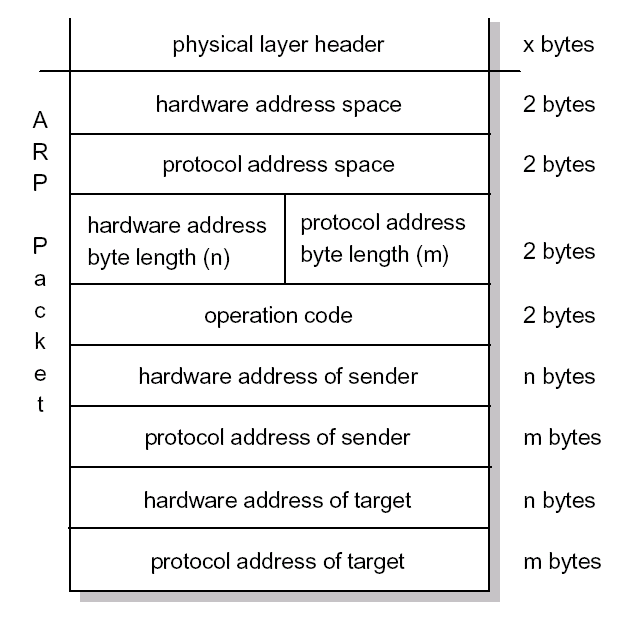 physical layer header x bytes
hardware address space 2 bytes
protocol address space 2 bytes
hardware address
byte length (n)
protocol address
byte length (m)
2 bytes
operation code 2 bytes
hardware address of sender n bytes
protocol address of sender m bytes
hardware address of target n bytes
protocol address of target m bytes
ARP Packet